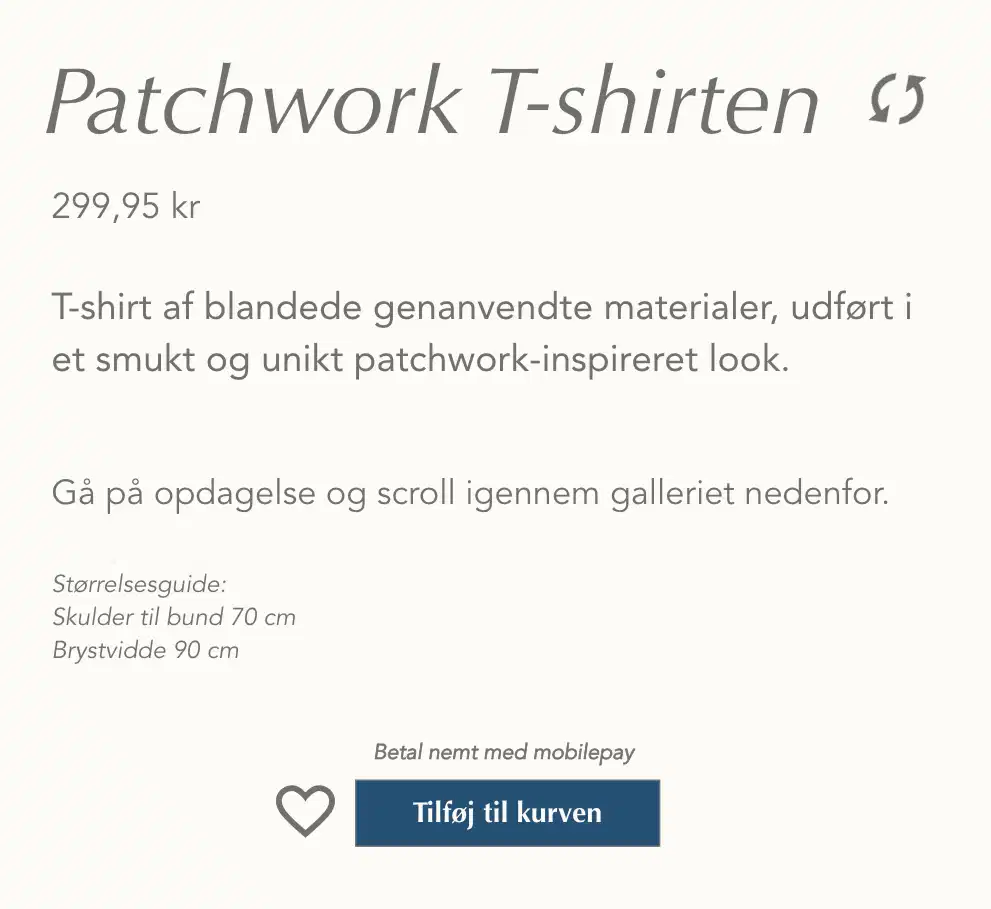 Patchwork T-shirten
299,95 kr
T-shirt af blandede genanvendte materialer, udført i
et smukt og unikt patchwork-inspireret look.
Gå på opdagelse og scroll igennem galleriet nedenfor.
Størrelsesguide:
Skulder til bund 70 cm
Brystvidde 90 cm
Betal nemt med mobilepay
Tilføj til kurven